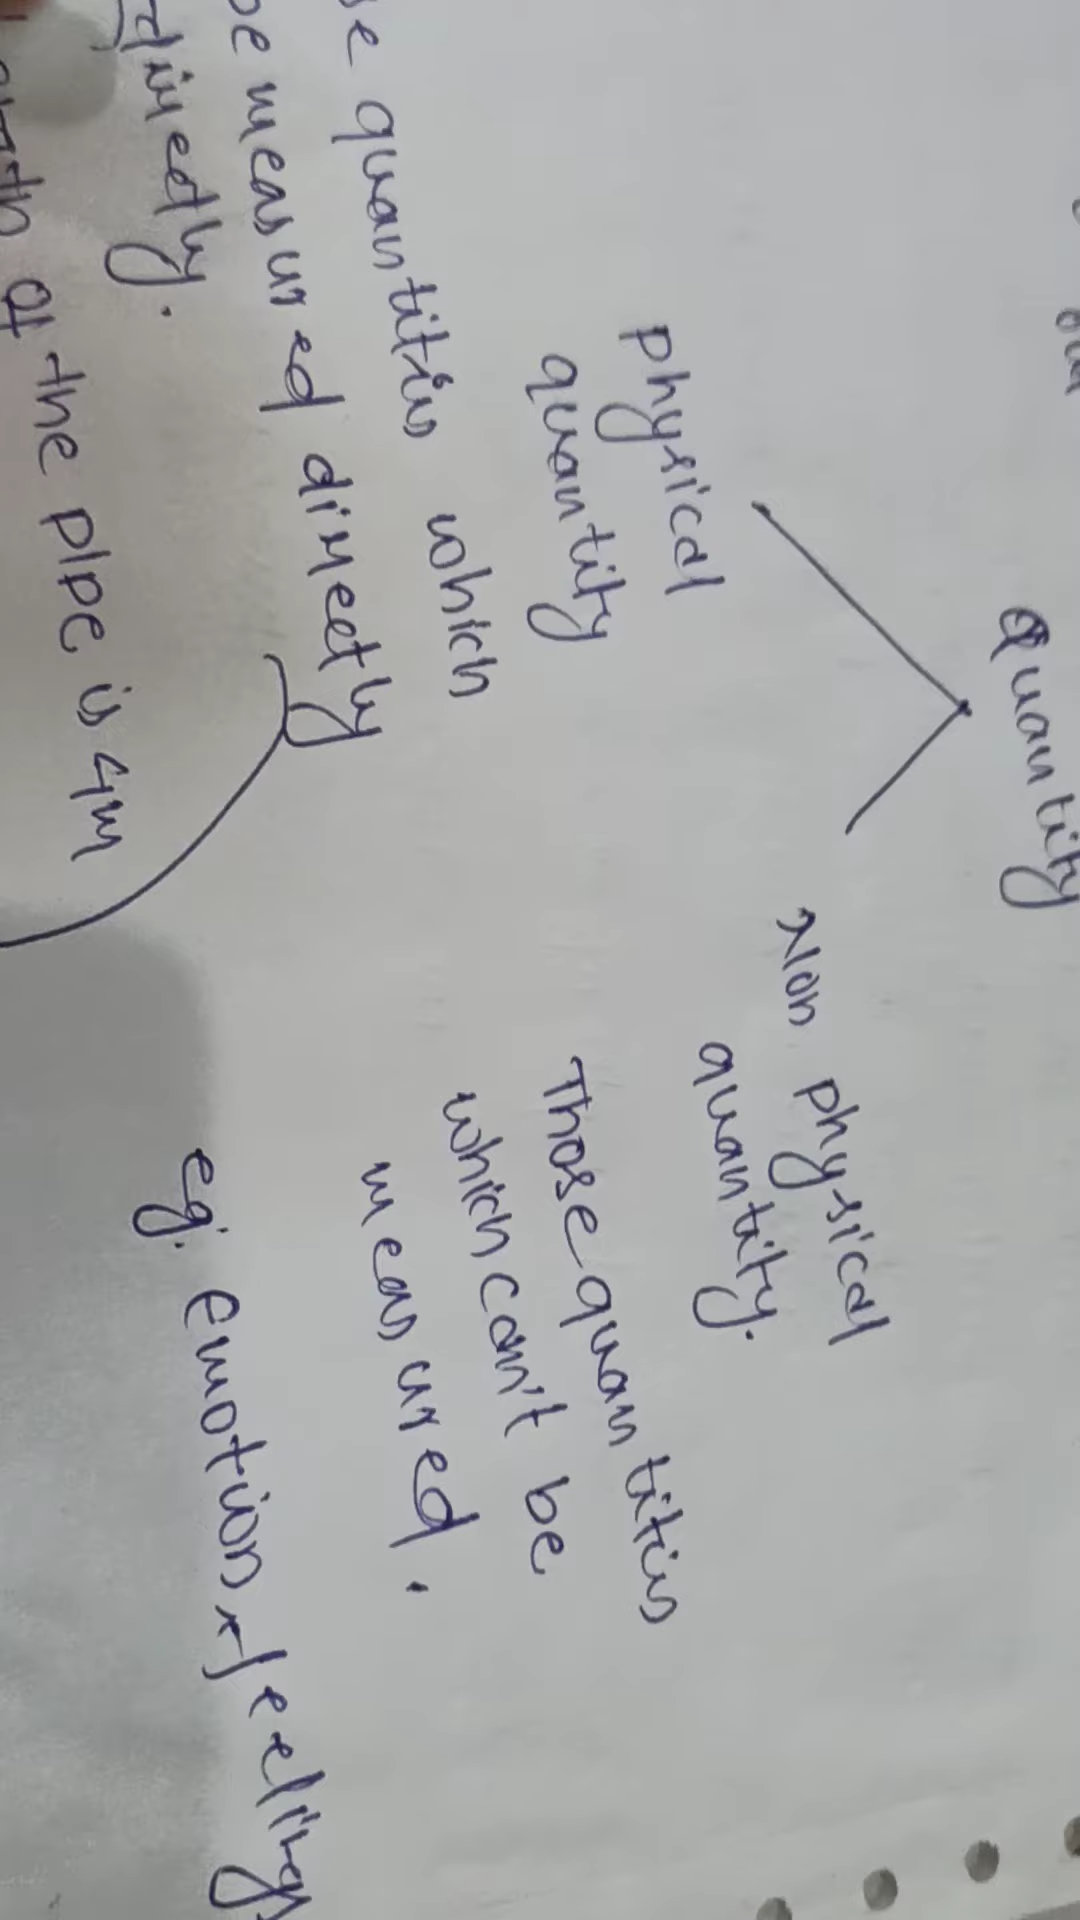 Quantity
physical
quantity
Non physical
quantity.
quantities which
be measured directly
directly.
of the pipe is 4m
Those quantities
which can't be
measured.
eg. Emotion, feelings